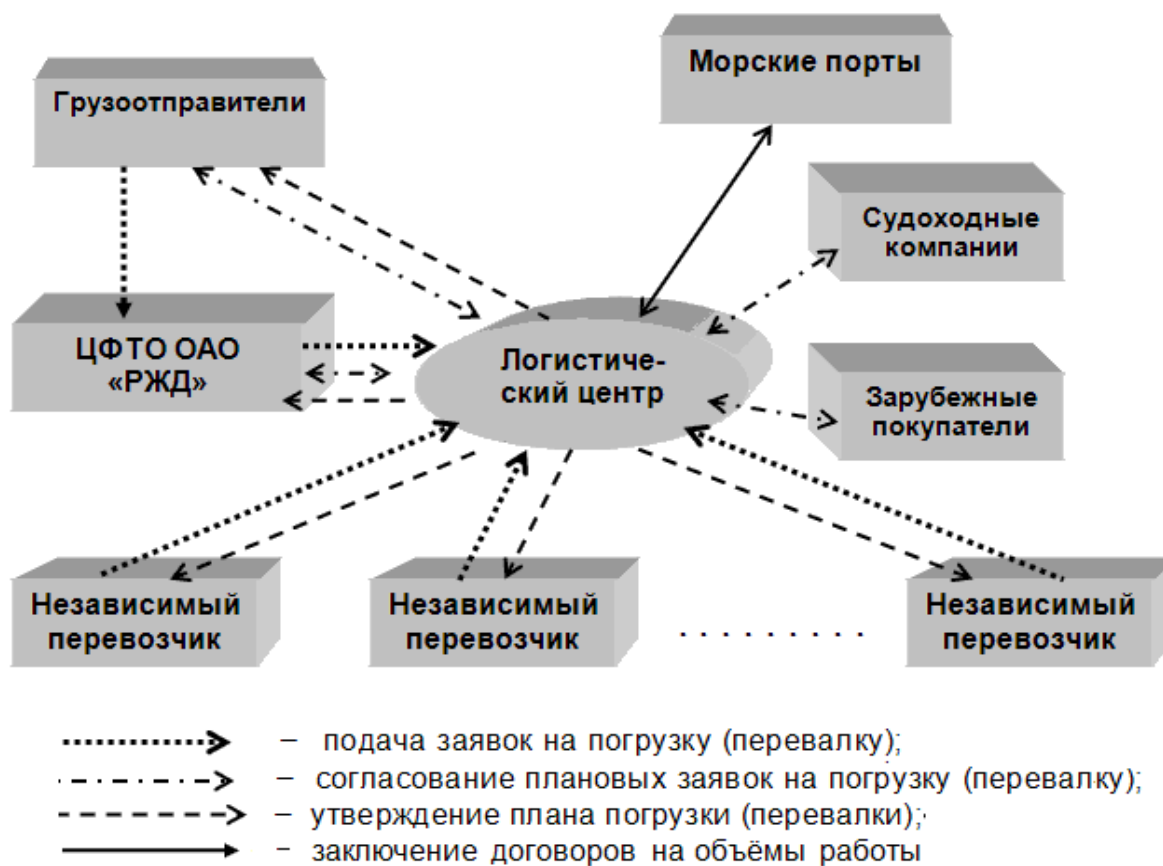 Морские порты
Грузоотправители
Судоходные
компании
ЦФТО ОАО
«РЖД»
Логистиче-
ский центр
Зарубежные
покупатели
Независимый
перевозчик
Независимый
перевозчик
. . . . . . . . .
Независимый
перевозчик
– подача заявок на погрузку (перевалку);
– согласование плановых заявок на погрузку (перевалку);
– утверждение плана погрузки (перевалки);
– заключение договоров на объёмы работы